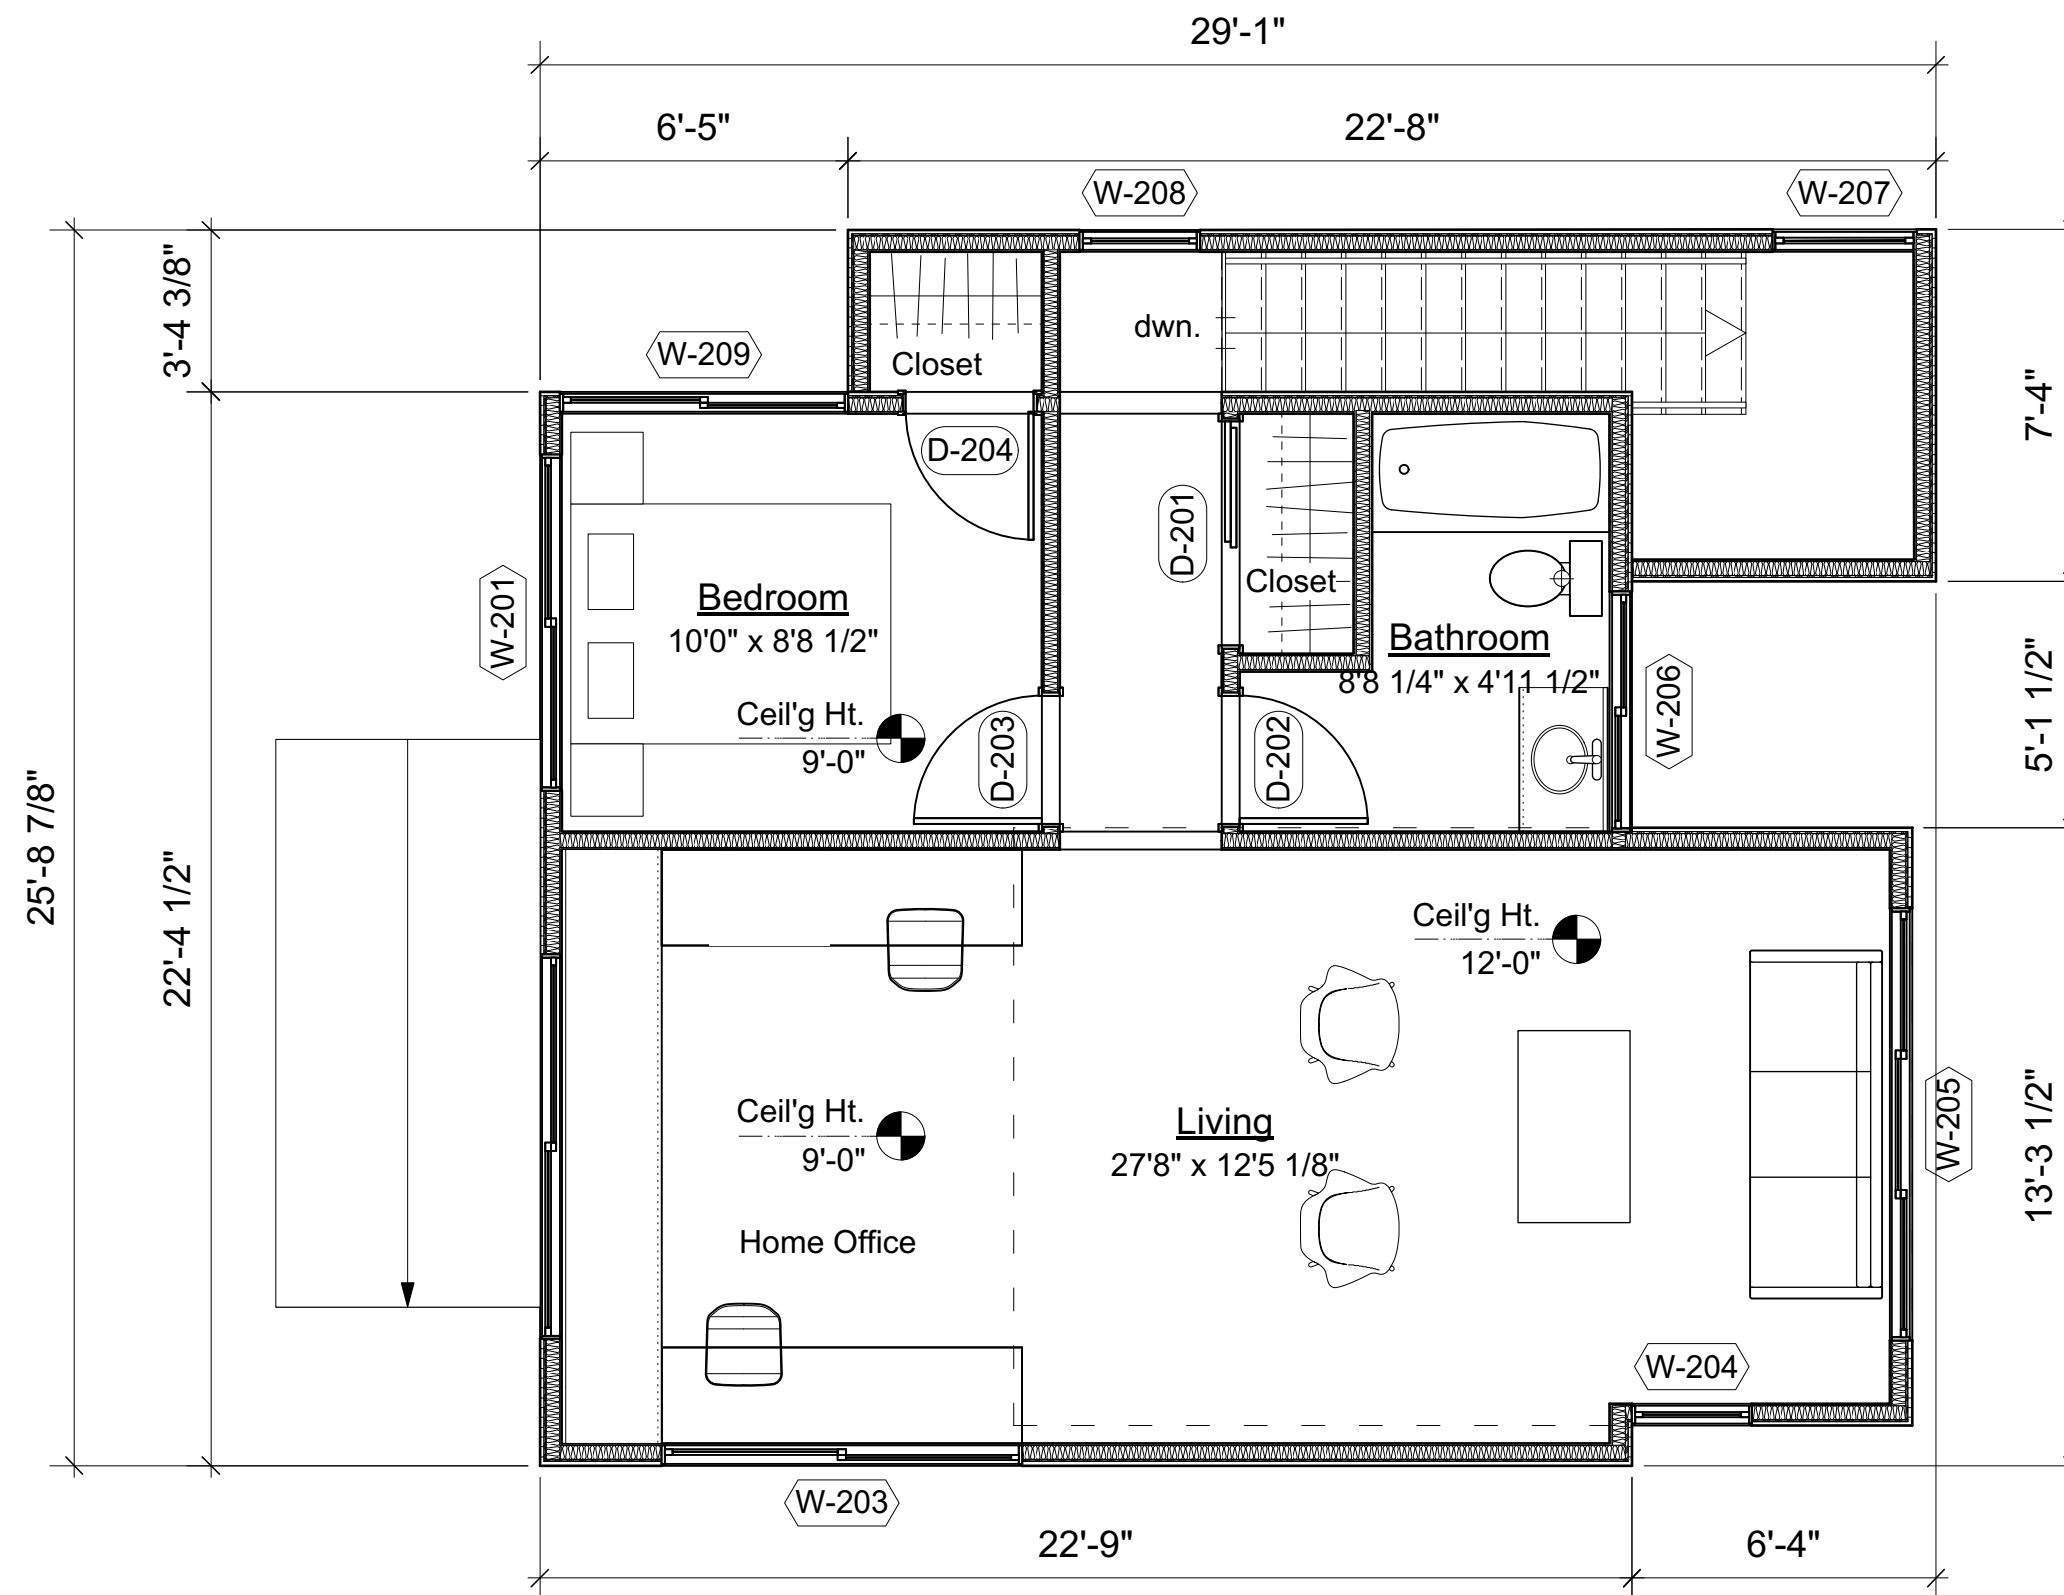 29'-1"
6'-5"
22'-8"
W-208
W-207
3'-4 3/8"
W-209
Closet
dwn.
7'-4"
D-204
D-201
Closet
W-201
Bedroom
10'0" x 8'8 1/2"
Bathroom
8'8 1/4" x 4'11 1/2"
W-206
5'-1 1/2"
Ceil'g Ht.
9'-0"
D-203
D-202
25'-8 7/8"
22'-4 1/2"
Ceil'g Ht.
12'-0"
Ceil'g Ht.
9'-0"
Living
27'8" x 12'5 1/8"
W-205
13'-3 1/2"
Home Office
W-204
W-203
22'-9"
6'-4"